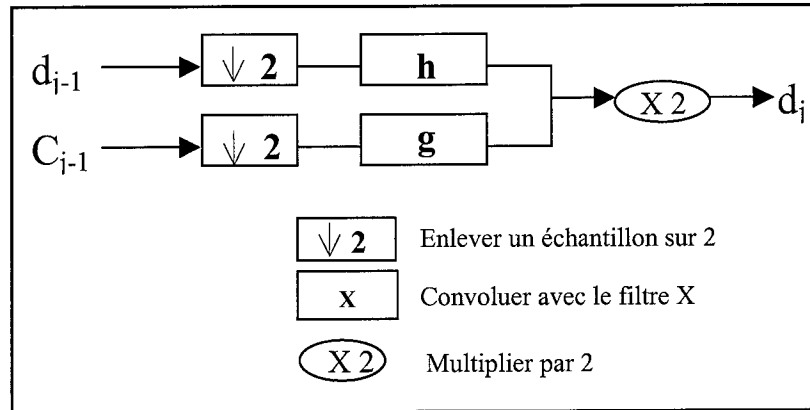 d_{j-1} ↓ 2 h
X 2 d_j
C_{j-1} ↓ 2 g
↓ 2 Enlever un échantillon sur 2
x Convoluer avec le filtre X
X 2 Multiplier par 2